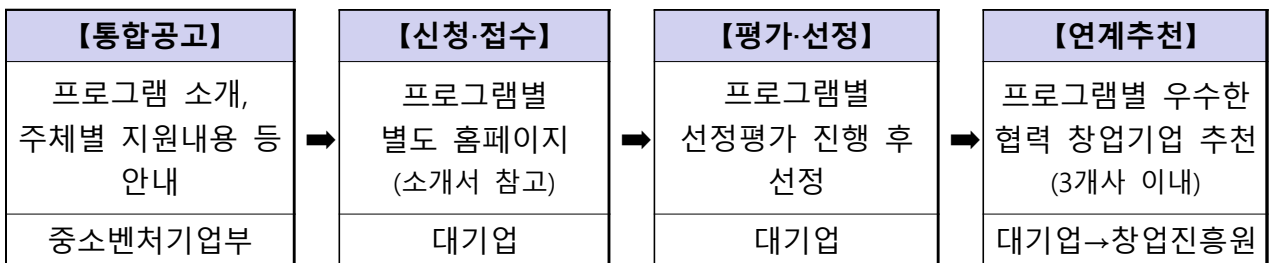 【통합공고】
프로그램 소개,
주체별 지원내용 등
안내
중소벤처기업부
➡
【신청·접수】
프로그램별
별도 홈페이지
(소개서 참고)
대기업
➡
【평가·선정】
프로그램별
선정평가 진행 후
선정
대기업
➡
【연계추천】
프로그램별 우수한
협력 창업기업 추천
(3개사 이내)
대기업→창업진흥원